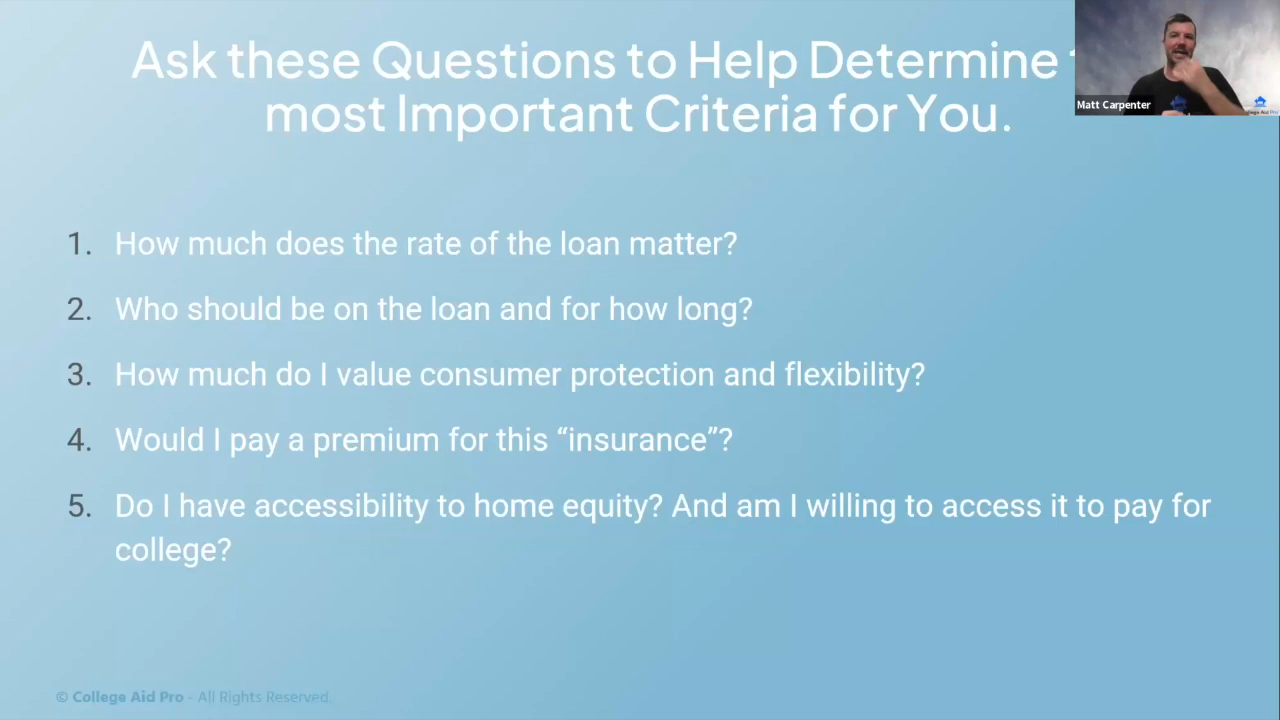 Ask these Questions to Help Determine
most Important Criteria for You.
Matt Carpenter
College Aid Pro
1. How much does the rate of the loan matter?
2. Who should be on the loan and for how long?
3. How much do I value consumer protection and flexibility?
4. Would I pay a premium for this “insurance”?
5. Do I have accessibility to home equity? And am I willing to access it to pay for
college?
© College Aid Pro - All Rights Reserved.